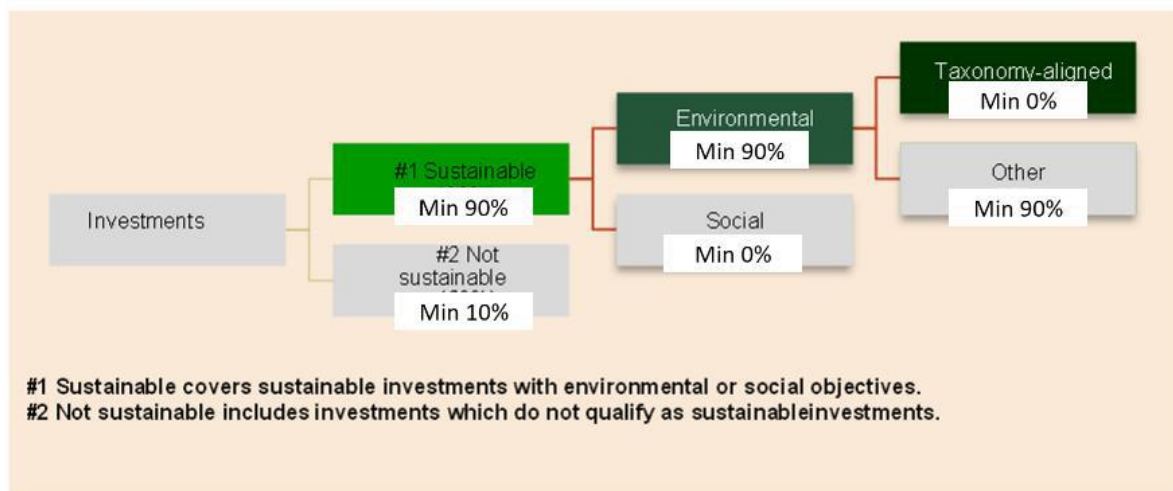 Taxonomy-aligned
Min 0%
Environmental
Min 90%
#1 Sustainable
Min 90%
Other
Min 90%
Investments
Social
Min 0%
#2 Not
sustainable
Min 10%
#1 Sustainable covers sustainable investments with environmental or social objectives.
#2 Not sustainable includes investments which do not qualify as sustainableinvestments.